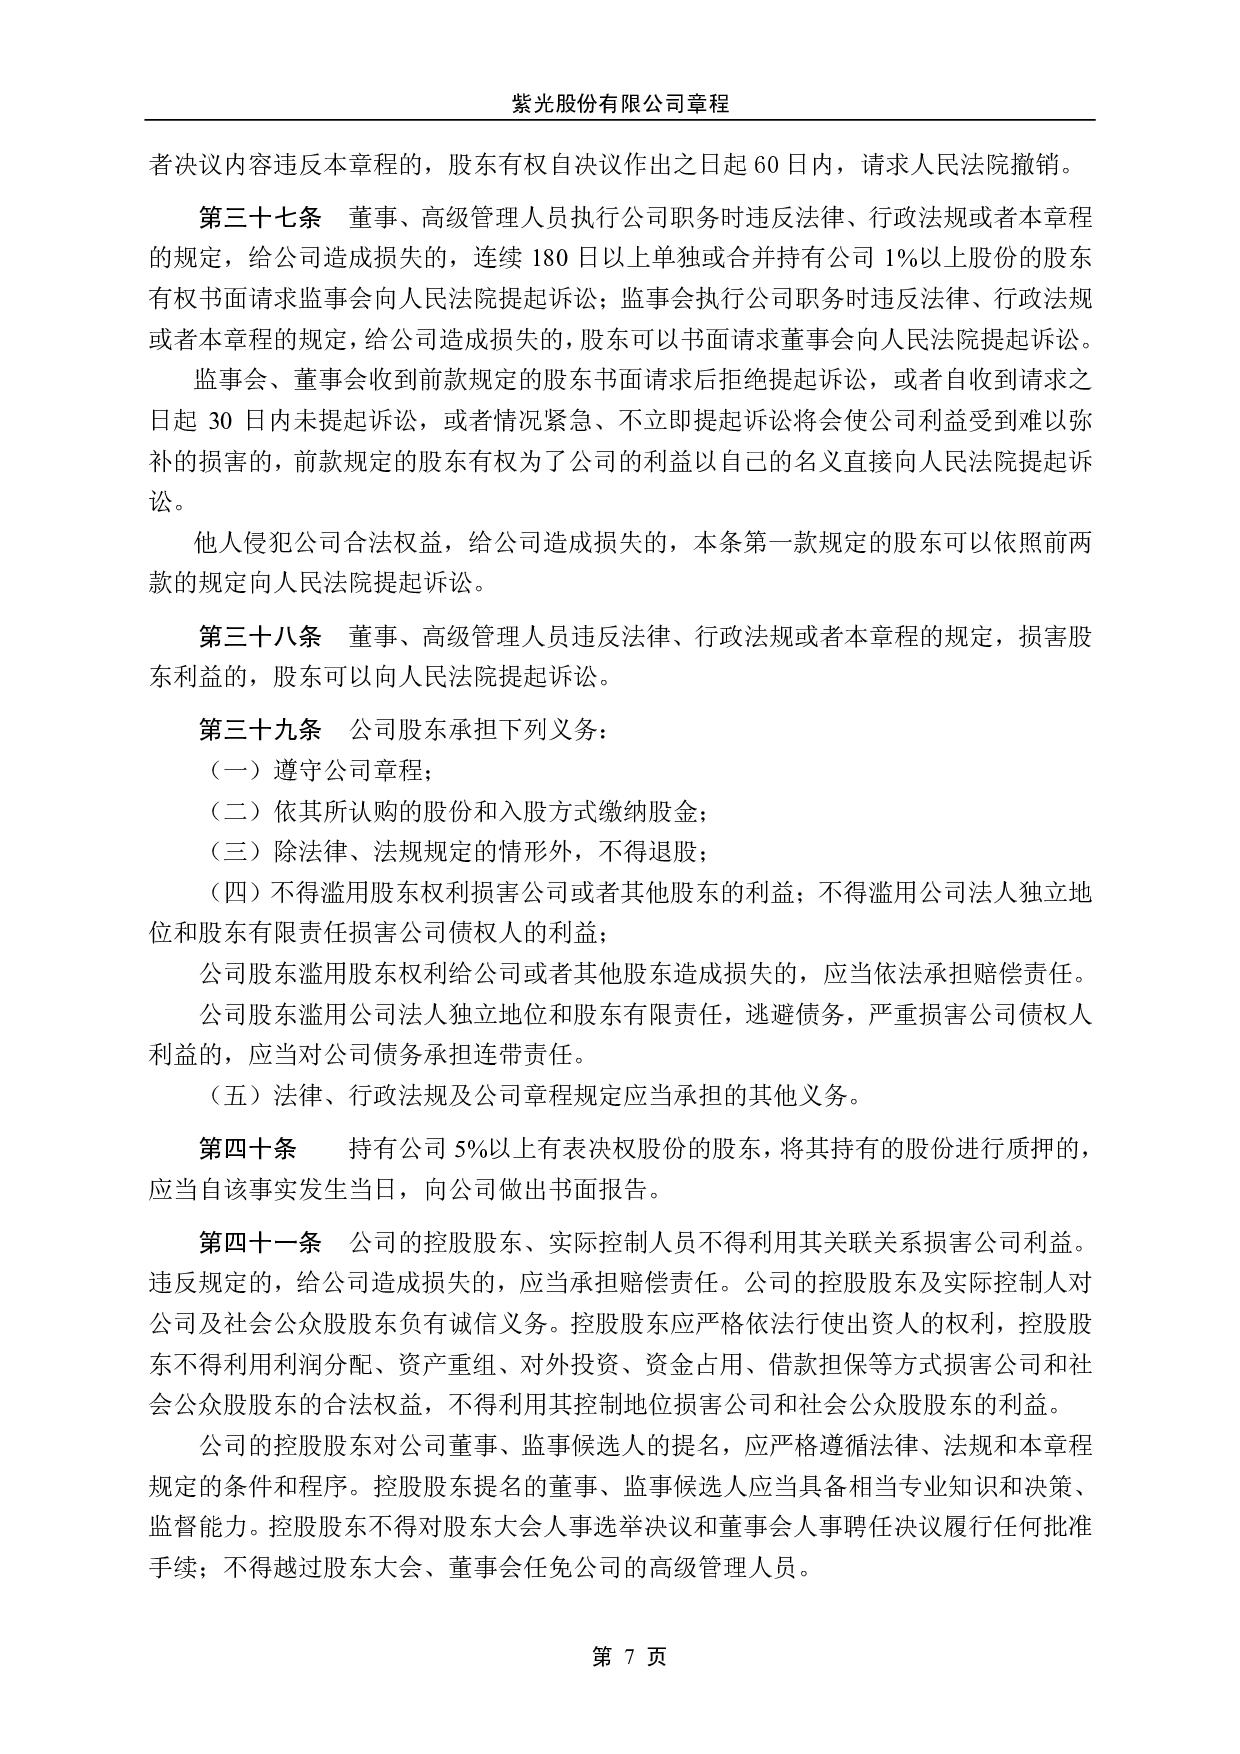 紫光股份有限公司章程
者决议内容违反本章程的，股东有权自决议作出之日起 60 日内，请求人民法院撤销。
第三十七条　董事、高级管理人员执行公司职务时违反法律、行政法规或者本章程
的规定，给公司造成损失的，连续 180 日以上单独或合并持有公司 1%以上股份的股东
有权书面请求监事会向人民法院提起诉讼；监事会执行公司职务时违反法律、行政法规
或者本章程的规定，给公司造成损失的，股东可以书面请求董事会向人民法院提起诉讼。
监事会、董事会收到前款规定的股东书面请求后拒绝提起诉讼，或者自收到请求之
日起 30 日内未提起诉讼，或者情况紧急、不立即提起诉讼将会使公司利益受到难以弥
补的损害的，前款规定的股东有权为了公司的利益以自己的名义直接向人民法院提起诉
讼。
他人侵犯公司合法权益，给公司造成损失的，本条第一款规定的股东可以依照前两
款的规定向人民法院提起诉讼。
第三十八条　董事、高级管理人员违反法律、行政法规或者本章程的规定，损害股
东利益的，股东可以向人民法院提起诉讼。
第三十九条　公司股东承担下列义务：
（一）遵守公司章程；
（二）依其所认购的股份和入股方式缴纳股金；
（三）除法律、法规规定的情形外，不得退股；
（四）不得滥用股东权利损害公司或者其他股东的利益；不得滥用公司法人独立地
位和股东有限责任损害公司债权人的利益；
公司股东滥用股东权利给公司或者其他股东造成损失的，应当依法承担赔偿责任。
公司股东滥用公司法人独立地位和股东有限责任，逃避债务，严重损害公司债权人
利益的，应当对公司债务承担连带责任。
（五）法律、行政法规及公司章程规定应当承担的其他义务。
第四十条　　持有公司 5%以上有表决权股份的股东，将其持有的股份进行质押的，
应当自该事实发生当日，向公司做出书面报告。
第四十一条　公司的控股股东、实际控制人员不得利用其关联关系损害公司利益。
违反规定的，给公司造成损失的，应当承担赔偿责任。公司的控股股东及实际控制人对
公司及社会公众股股东负有诚信义务。控股股东应严格依法行使出资人的权利，控股股
东不得利用利润分配、资产重组、对外投资、资金占用、借款担保等方式损害公司和社
会公众股股东的合法权益，不得利用其控制地位损害公司和社会公众股股东的利益。
公司的控股股东对公司董事、监事候选人的提名，应严格遵循法律、法规和本章程
规定的条件和程序。控股股东提名的董事、监事候选人应当具备相当专业知识和决策、
监督能力。控股股东不得对股东大会人事选举决议和董事会人事聘任决议履行任何批准
手续；不得越过股东大会、董事会任免公司的高级管理人员。
第 7 页